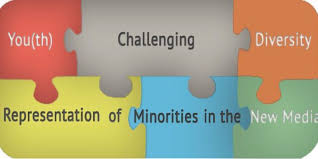 You(th) Challenging Diversity
Representation of Minorities in the New Media